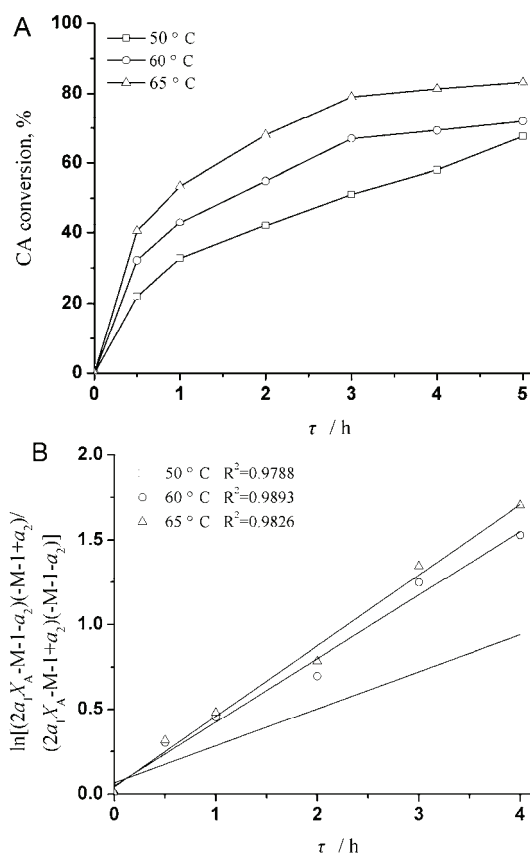 A
50 ° C
60 ° C
65 ° C
CA conversion, %
100
80
60
40
20
0
0 1 2 3 4 5
τ / h
B
50 ° C R²=0.9788
60 ° C R²=0.9893
65 ° C R²=0.9826
ln[(2a₁X_A-M-1-a₂)(-M-1+a₂)/
(2a₁X_A-M-1+a₂)(-M-1-a₂)]
2.0
1.5
1.0
0.5
0.0
0 1 2 3 4
τ / h